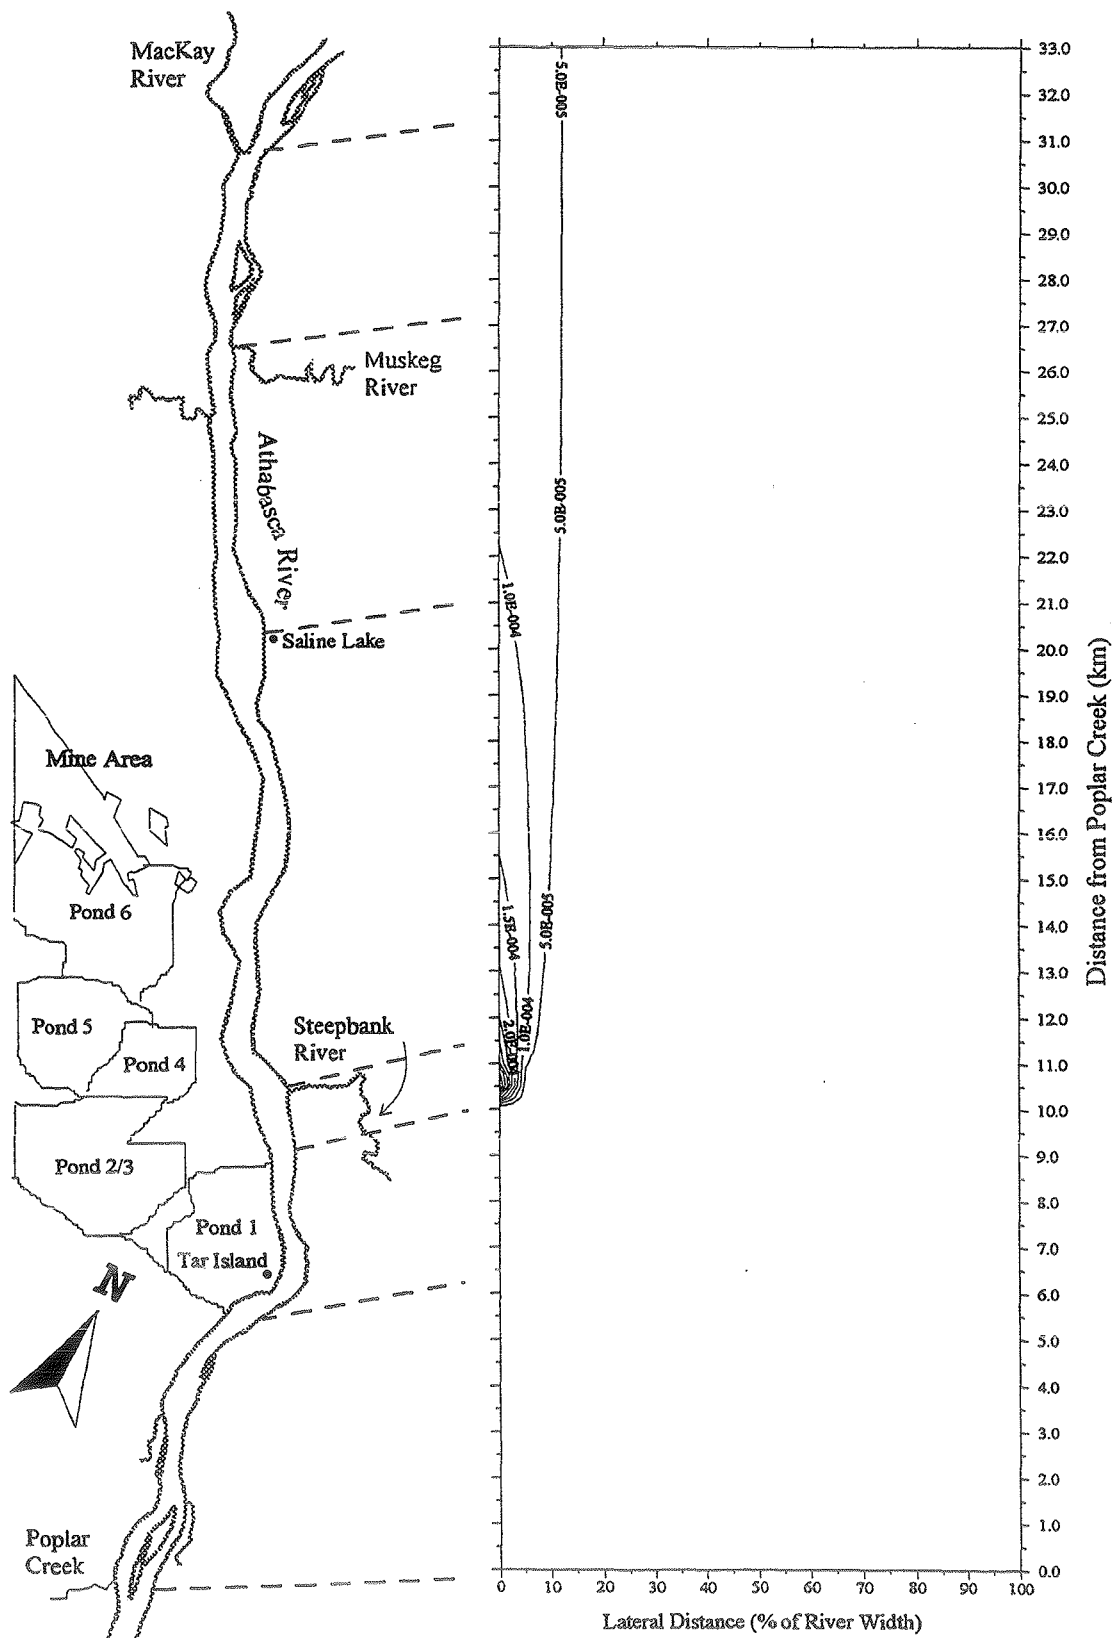 MacKay
River
Muskeg
River
Athabasca River
Saline Lake
Mine Area
Pond 6
Pond 5
Pond 4
Steepbank
River
Pond 2/3
Pond 1
Tar Island
N
Poplar
Creek
5.0E-005
5.0E-005
1.0E-004
5.0E-005
1.5E-004
1.0E-004
33.0
32.0
31.0
30.0
29.0
28.0
27.0
26.0
25.0
24.0
23.0
22.0
21.0
20.0
19.0
18.0
17.0
16.0
15.0
14.0
13.0
12.0
11.0
10.0
9.0
8.0
7.0
6.0
5.0
4.0
3.0
2.0
1.0
0.0
Distance from Poplar Creek (km)
0 10 20 30 40 50 60 70 80 90 100
Lateral Distance (% of River Width)